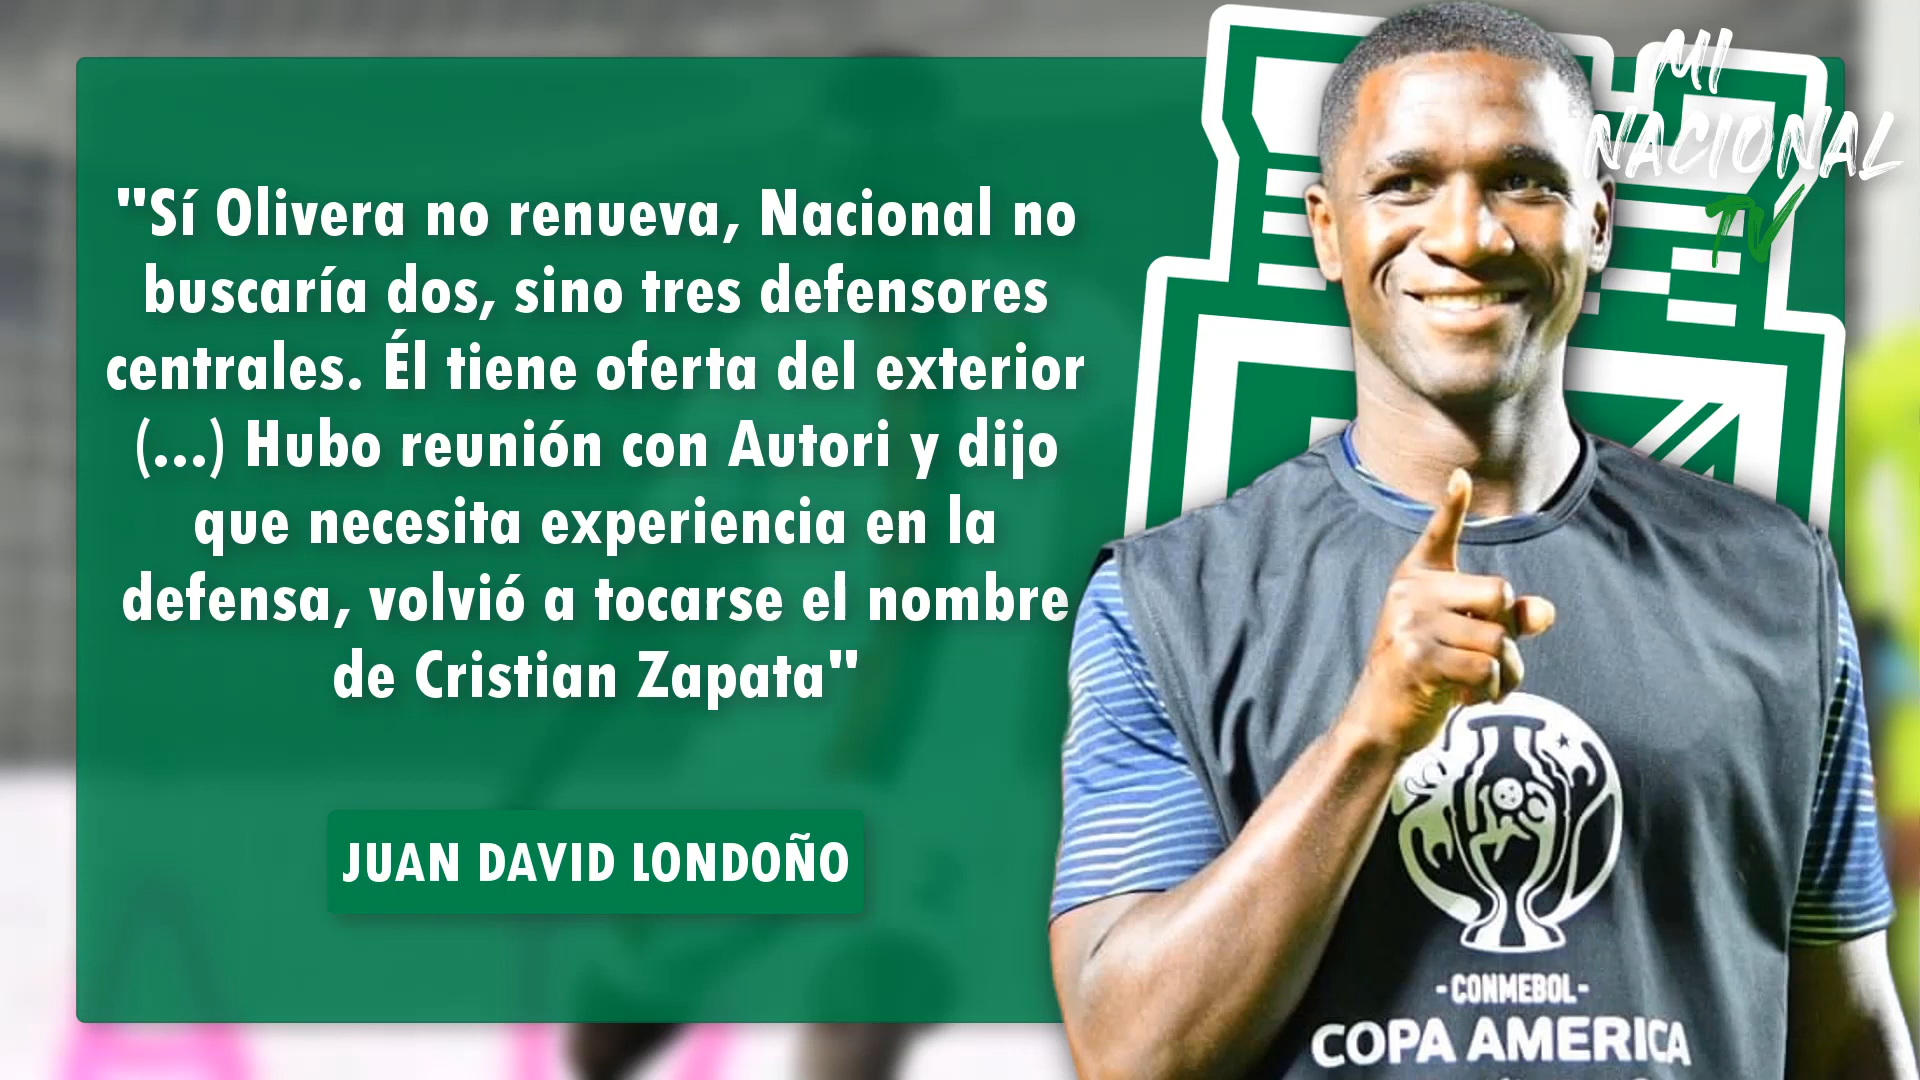 "Sí Olivera no renueva, Nacional no
buscaría dos, sino tres defensores
centrales. Él tiene oferta del exterior
(...) Hubo reunión con Autori y dijo
que necesita experiencia en la
defensa, volvió a tocarse el nombre
de Cristian Zapata"
JUAN DAVID LONDOÑO
MI
NACIONAL
TV
-CONMEBOL-
COPA AMERICA